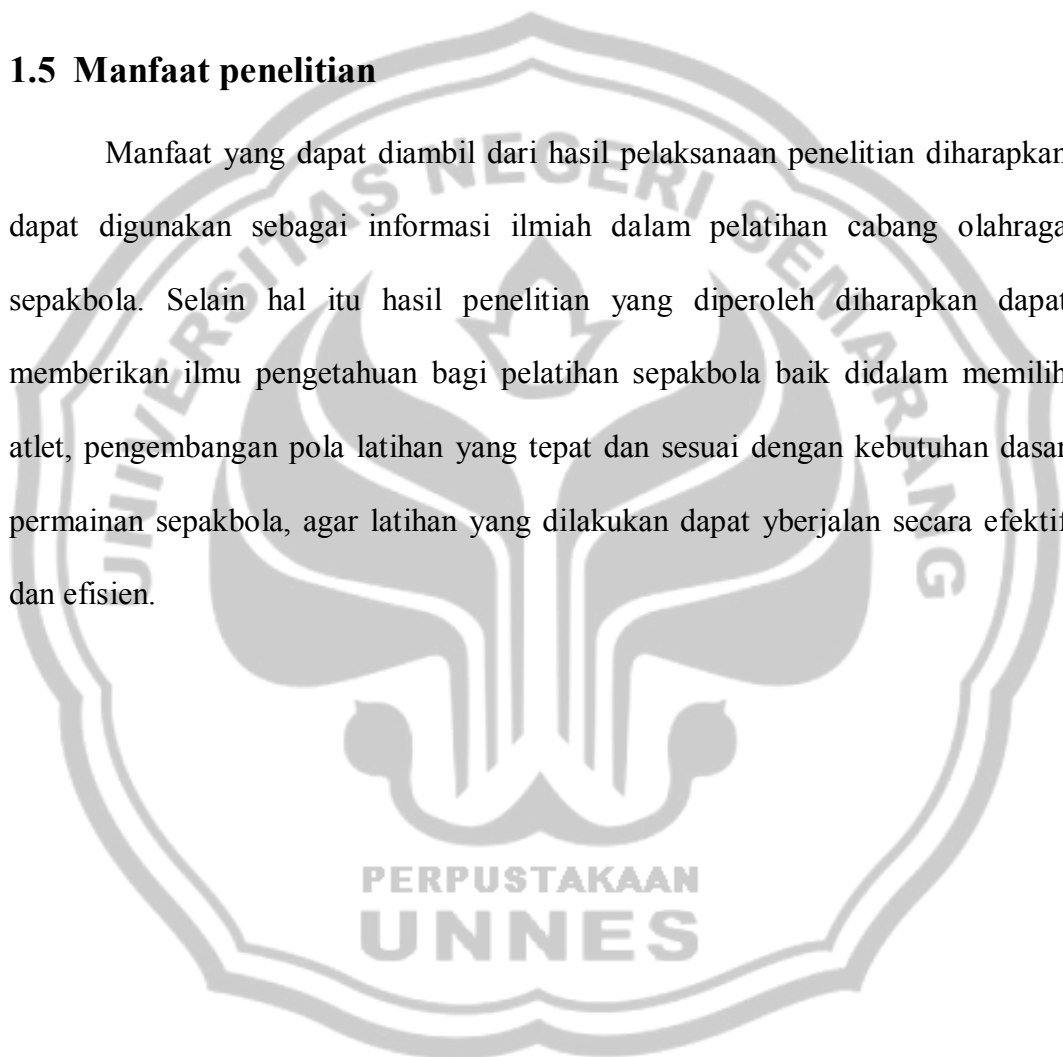 1.5 Manfaat penelitian
Manfaat yang dapat diambil dari hasil pelaksanaan penelitian diharapkan
dapat digunakan sebagai informasi ilmiah dalam pelatihan cabang olahraga
sepakbola. Selain hal itu hasil penelitian yang diperoleh diharapkan dapat
memberikan ilmu pengetahuan bagi pelatihan sepakbola baik didalam memilih
atlet, pengembangan pola latihan yang tepat dan sesuai dengan kebutuhan dasar
permainan sepakbola, agar latihan yang dilakukan dapat yberjalan secara efektif
dan efisien.
UNIVERSITAS NEGERI SEMARANG
PERPUSTAKAAN
UNNES